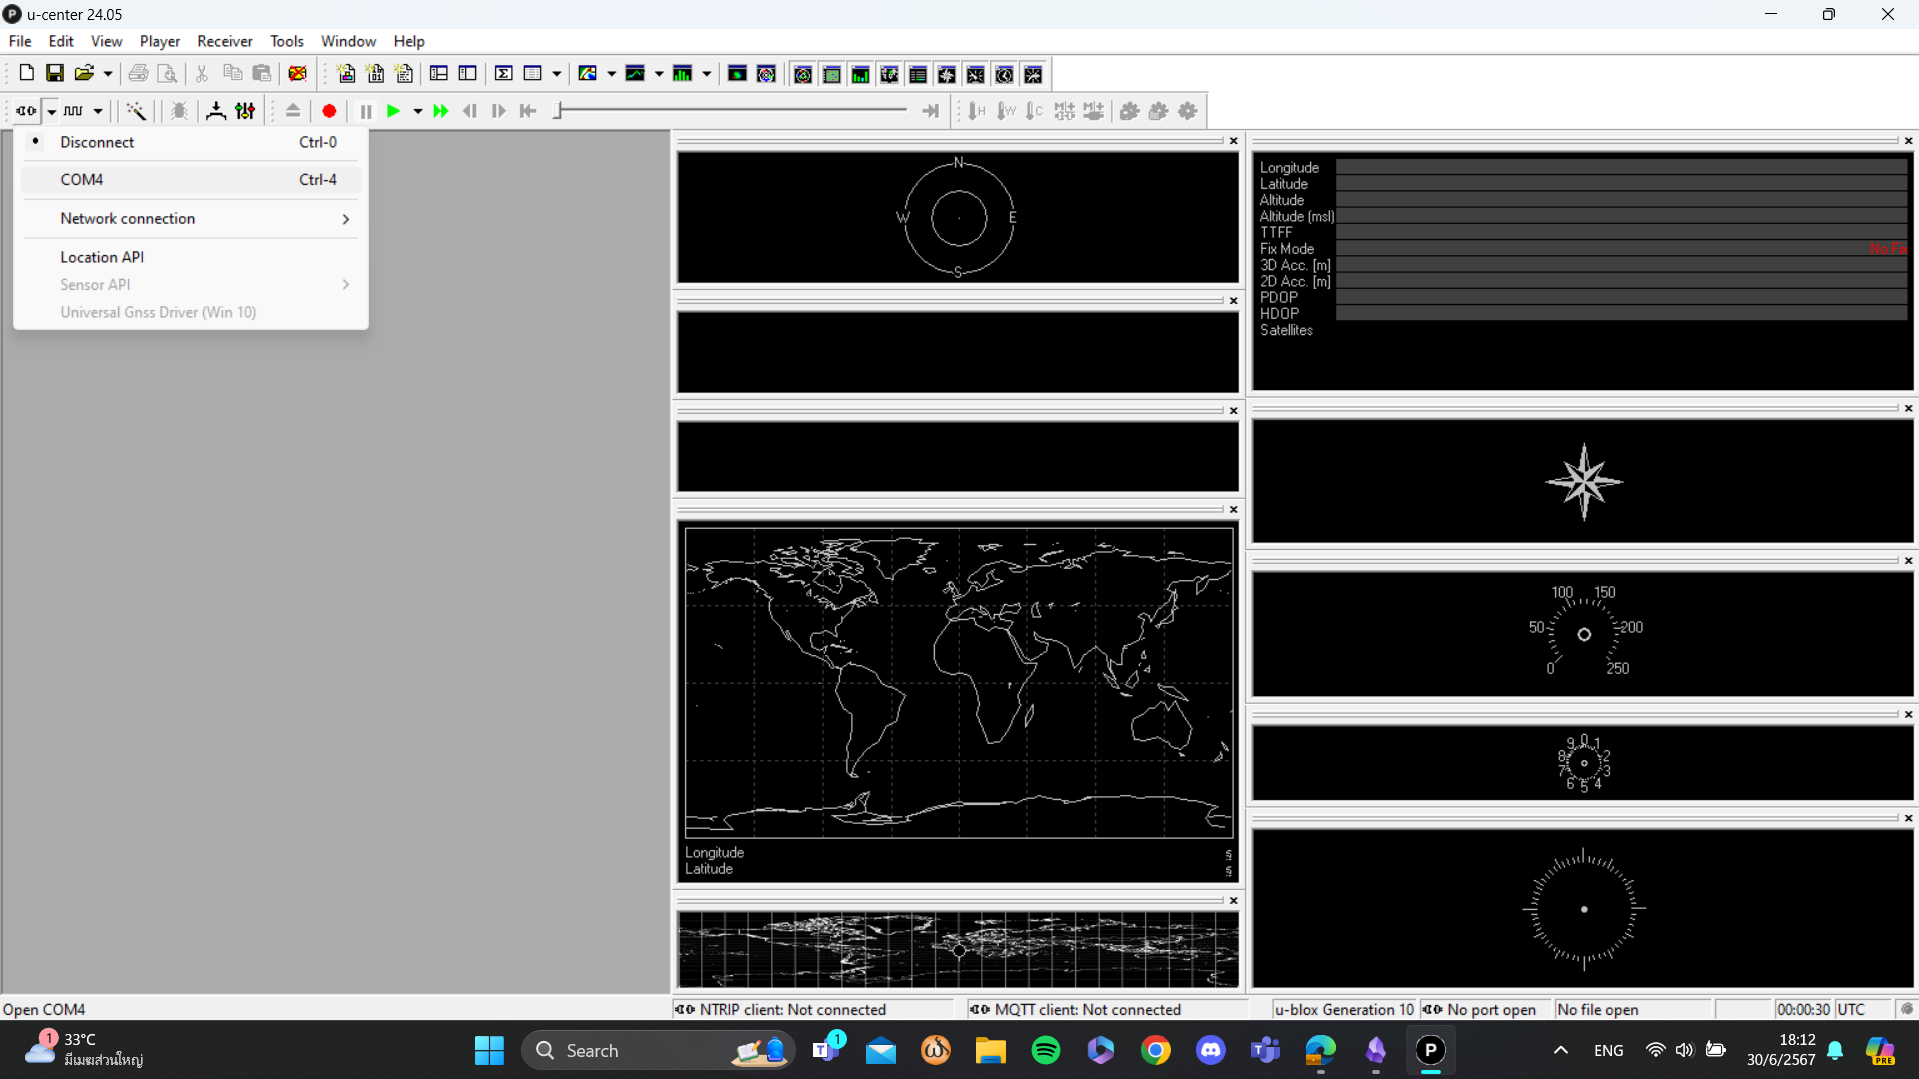 u-center 24.05
File Edit View Player Receiver Tools Window Help
Disconnect Ctrl-0
COM4 Ctrl-4
Network connection
Location API
Sensor API
Universal Gnss Driver (Win 10)
N
W E
S
Longitude
Latitude
Altitude
Altitude (msl)
TTFF
Fix Mode No Fix
3D Acc. [m]
2D Acc. [m]
PDOP
HDOP
Satellites
100 150
50 200
0 250
9 0 1
8 2
7 3
6 5 4
Longitude
Latitude
Open COM4 NTRIP client: Not connected MQTT client: Not connected u-blox Generation 10 No port open No file open 00:00:30 UTC
1 33°C
มีเมฆส่วนใหญ่
Search
1
ENG
18:12
30/6/2567
PRE